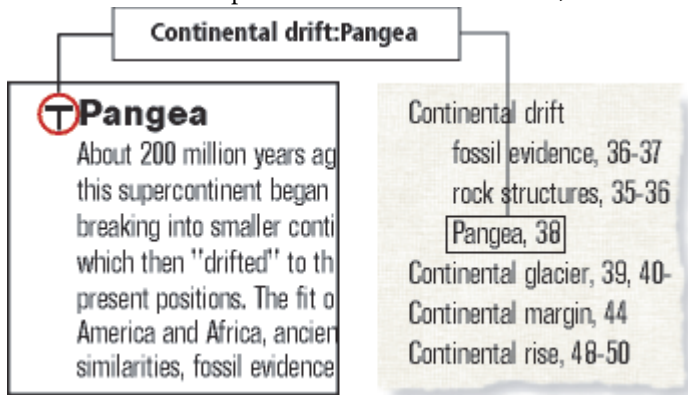 Continental drift:Pangea
Pangea
About 200 million years ag
this supercontinent began
breaking into smaller conti
which then "drifted" to th
present positions. The fit o
America and Africa, ancien
similarities, fossil evidence
Continental drift
fossil evidence, 36-37
rock structures, 35-36
Pangea, 38
Continental glacier, 39, 40-
Continental margin, 44
Continental rise, 48-50